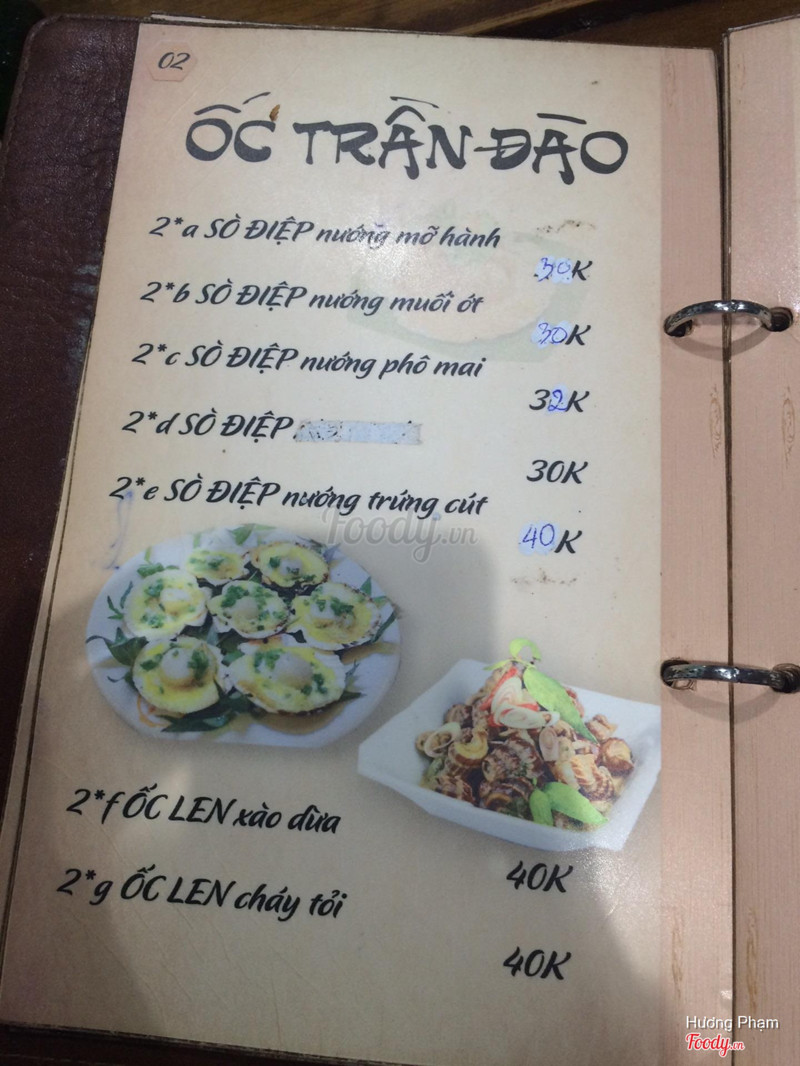 02
ỐC TRẦN ĐÀO
2*a SÒ ĐIỆP nướng mỡ hành
30K
2*b SÒ ĐIỆP nướng muối ớt
30K
2*c SÒ ĐIỆP nướng phô mai
32K
2*d SÒ ĐIỆP
30K
2*e SÒ ĐIỆP nướng trứng cút
40K
Foody.vn
2*f ỐC LEN xào dừa
40K
2*g ỐC LEN cháy tỏi
40K
Hương Phạm
Foody.vn